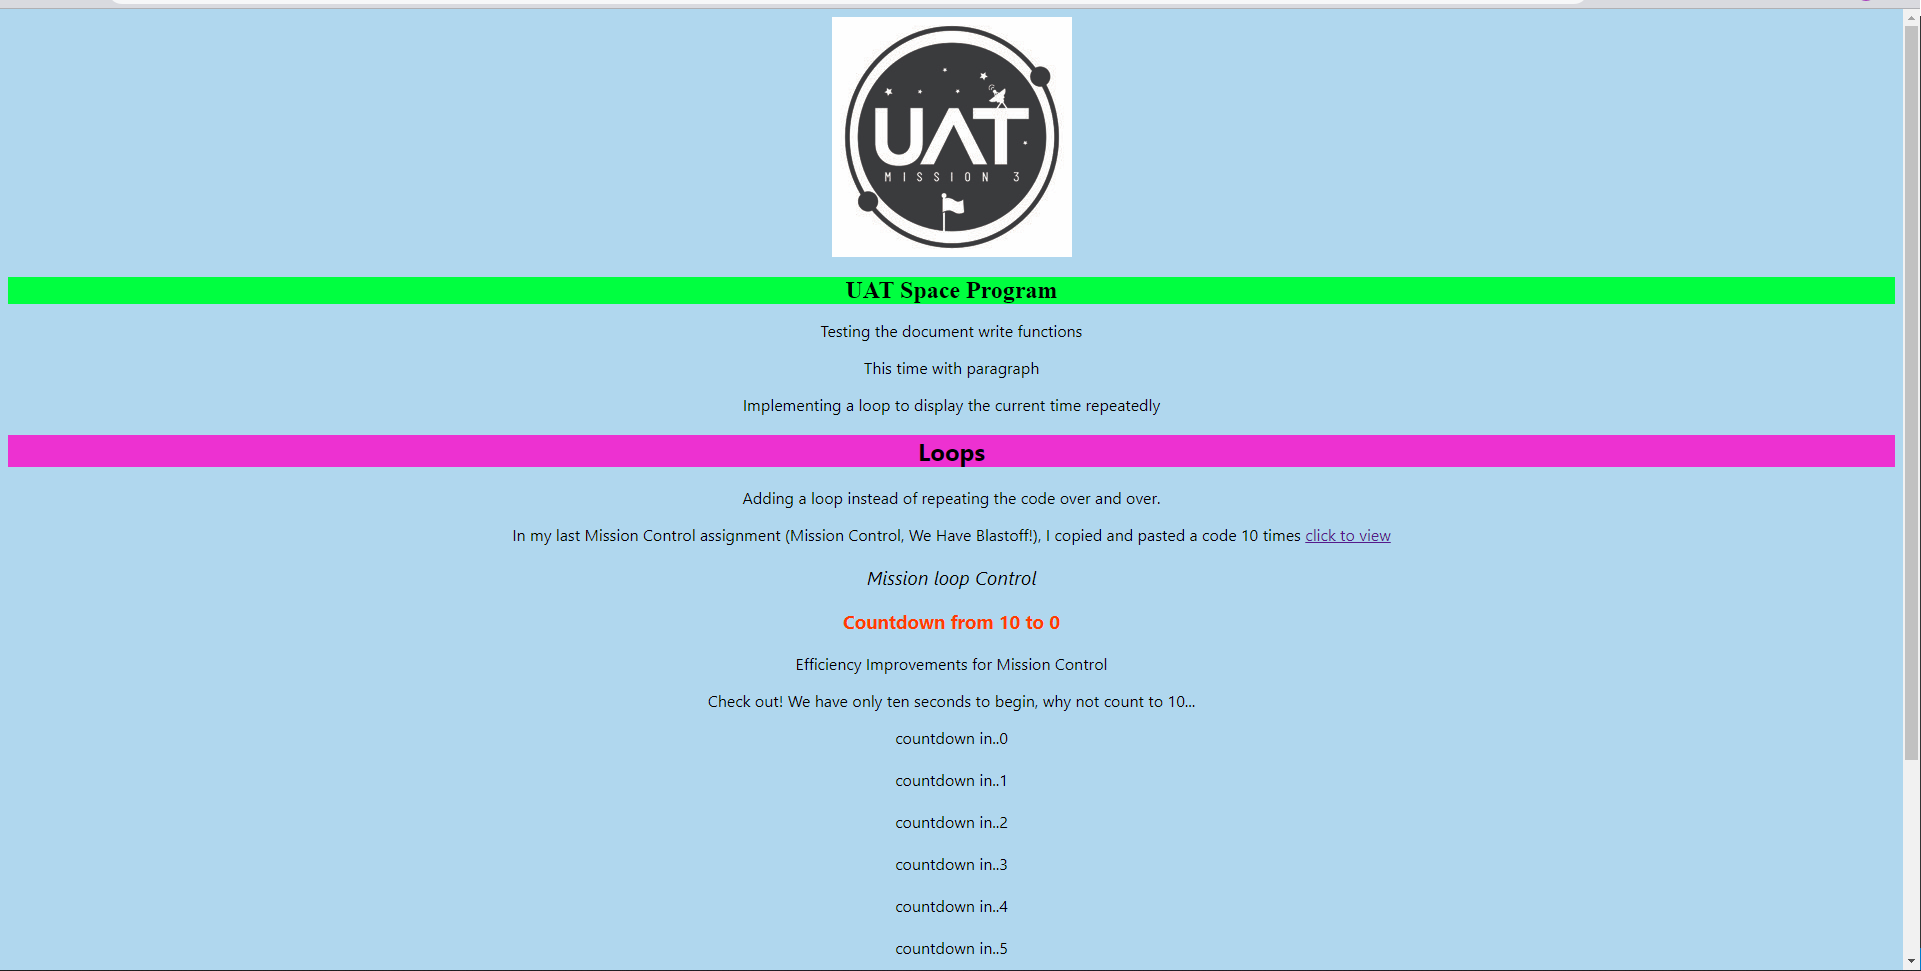 UAT
MISSION 3
UAT Space Program
Testing the document write functions
This time with paragraph
Implementing a loop to display the current time repeatedly
Loops
Adding a loop instead of repeating the code over and over.
In my last Mission Control assignment (Mission Control, We Have Blastoff!), I copied and pasted a code 10 times click to view
Mission loop Control
Countdown from 10 to 0
Efficiency Improvements for Mission Control
Check out! We have only ten seconds to begin, why not count to 10...
countdown in..0
countdown in..1
countdown in..2
countdown in..3
countdown in..4
countdown in..5